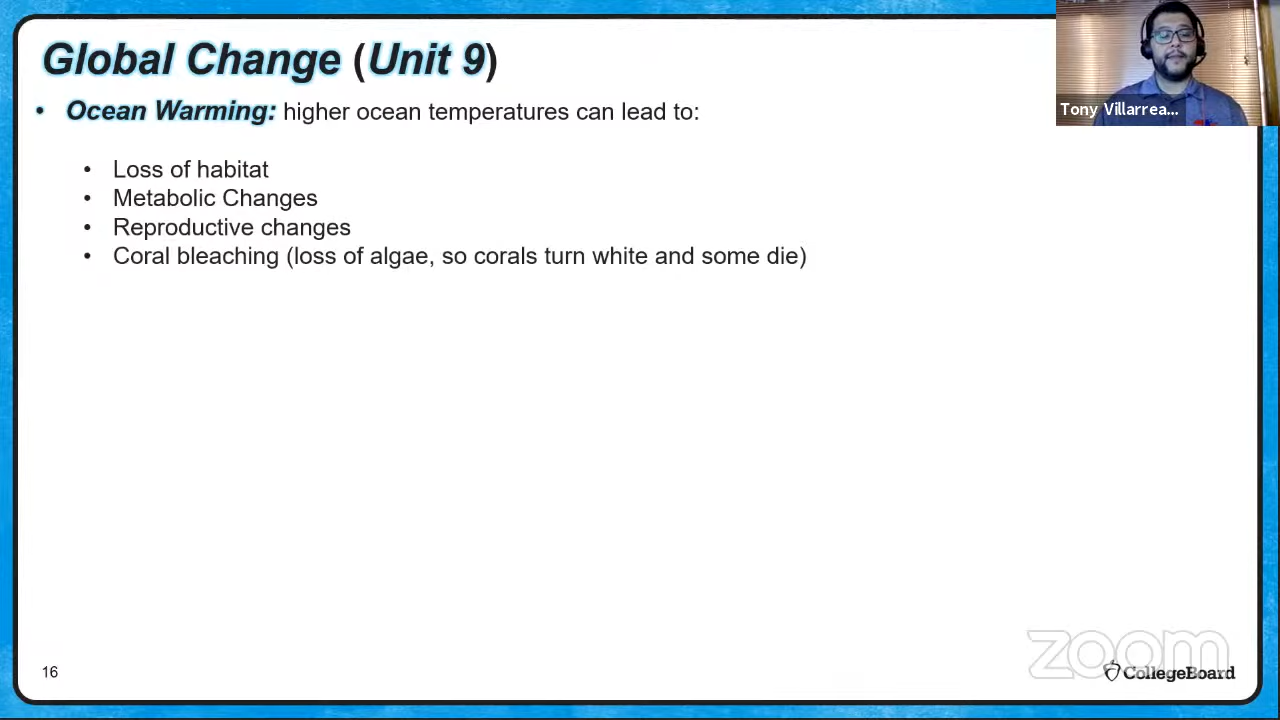 Global Change (Unit 9)
• Ocean Warming: higher ocean temperatures can lead to:
• Loss of habitat
• Metabolic Changes
• Reproductive changes
• Coral bleaching (loss of algae, so corals turn white and some die)
Tony Villarrea...
16
zoom
CollegeBoard